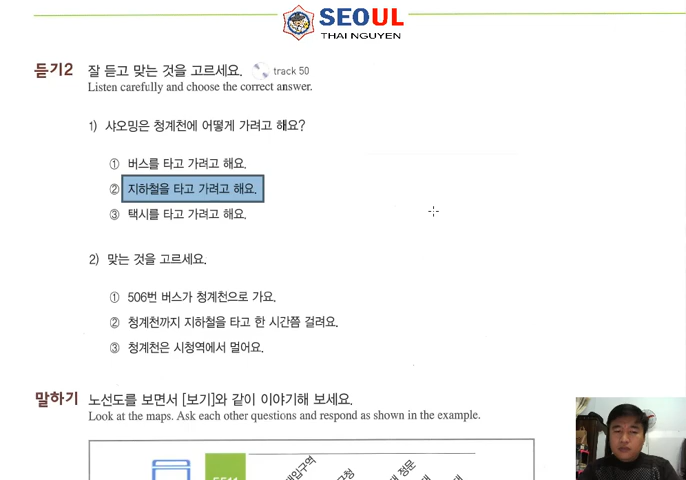 SEOUL
THAI NGUYEN
듣기2 잘 듣고 맞는 것을 고르세요. track 50
Listen carefully and choose the correct answer.
1) 샤오밍은 청계천에 어떻게 가려고 해요?
① 버스를 타고 가려고 해요.
② 지하철을 타고 가려고 해요.
③ 택시를 타고 가려고 해요.
2) 맞는 것을 고르세요.
① 506번 버스가 청계천으로 가요.
② 청계천까지 지하철을 타고 한 시간쯤 걸려요.
③ 청계천은 시청역에서 멀어요.
말하기 노선도를 보면서 [보기]와 같이 이야기해 보세요.
Look at the maps. Ask each other questions and respond as shown in the example.
정문